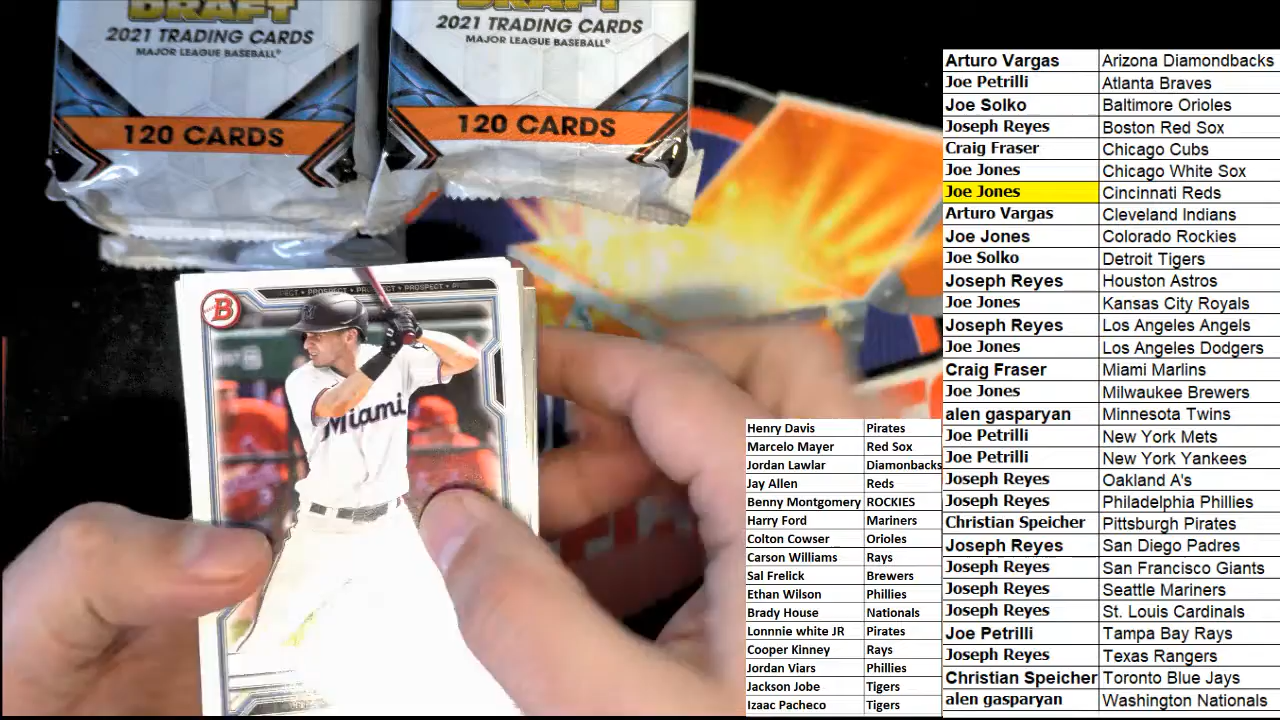 DRAFT
2021 TRADING CARDS
MAJOR LEAGUE BASEBALL®
120 CARDS
DRAFT
2021 TRADING CARDS
MAJOR LEAGUE BASEBALL®
120 CARDS
PROSPECT • PROSPECT • PROSPECT
B
M
Miami
Arturo Vargas Arizona Diamondbacks
Joe Petrilli Atlanta Braves
Joe Solko Baltimore Orioles
Joseph Reyes Boston Red Sox
Craig Fraser Chicago Cubs
Joe Jones Chicago White Sox
Joe Jones Cincinnati Reds
Arturo Vargas Cleveland Indians
Joe Jones Colorado Rockies
Joe Solko Detroit Tigers
Joseph Reyes Houston Astros
Joe Jones Kansas City Royals
Joseph Reyes Los Angeles Angels
Joe Jones Los Angeles Dodgers
Craig Fraser Miami Marlins
Joe Jones Milwaukee Brewers
alen gasparyan Minnesota Twins
Joe Petrilli New York Mets
Joe Petrilli New York Yankees
Joseph Reyes Oakland A's
Joseph Reyes Philadelphia Phillies
Christian Speicher Pittsburgh Pirates
Joseph Reyes San Diego Padres
Joseph Reyes San Francisco Giants
Joseph Reyes Seattle Mariners
Joseph Reyes St. Louis Cardinals
Joe Petrilli Tampa Bay Rays
Joseph Reyes Texas Rangers
Christian Speicher Toronto Blue Jays
alen gasparyan Washington Nationals
Henry Davis Pirates
Marcelo Mayer Red Sox
Jordan Lawlar Diamonbacks
Jay Allen Reds
Benny Montgomery ROCKIES
Harry Ford Mariners
Colton Cowser Orioles
Carson Williams Rays
Sal Frelick Brewers
Ethan Wilson Phillies
Brady House Nationals
Lonnnie white JR Pirates
Cooper Kinney Rays
Jordan Viars Phillies
Jackson Jobe Tigers
Izaac Pacheco Tigers